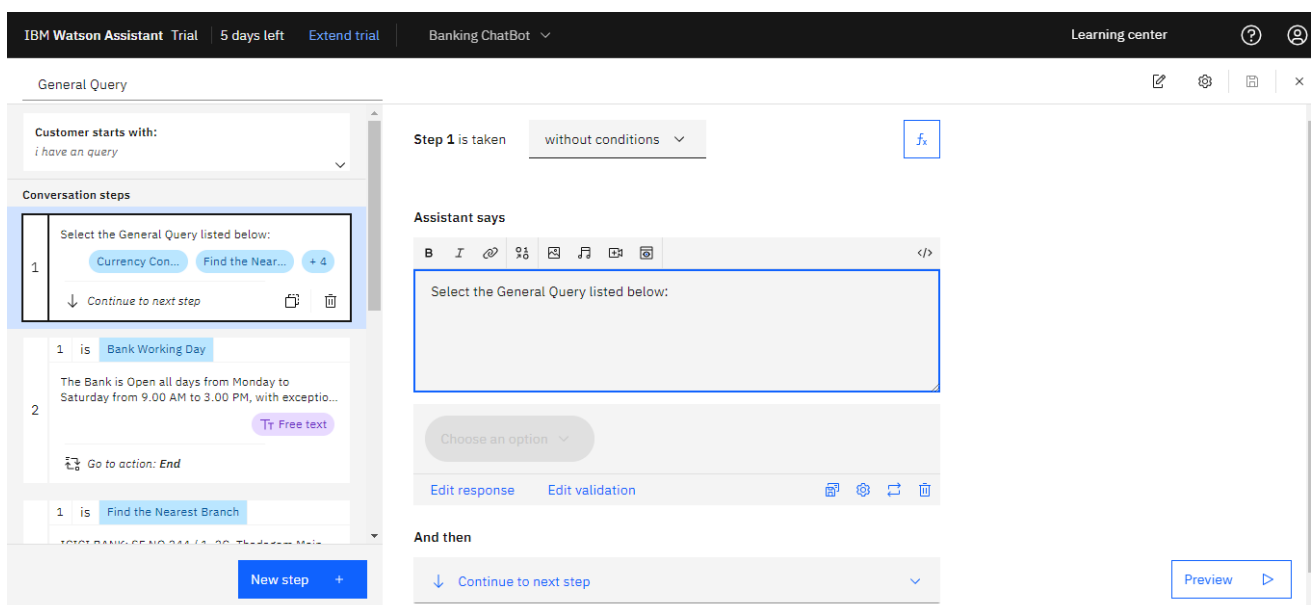 IBM Watson Assistant Trial 5 days left Extend trial Banking ChatBot Learning center
General Query
Customer starts with:
i have an query
Conversation steps
1
Select the General Query listed below:
Currency Con... Find the Near... + 4
Continue to next step
1 is Bank Working Day
2
The Bank is Open all days from Monday to
Saturday from 9.00 AM to 3.00 PM, with exceptio...
Free text
Go to action: End
1 is Find the Nearest Branch
New step +
Step 1 is taken without conditions
fx
Assistant says
B I </>
Select the General Query listed below:
Choose an option
Edit response Edit validation
And then
Continue to next step
Preview